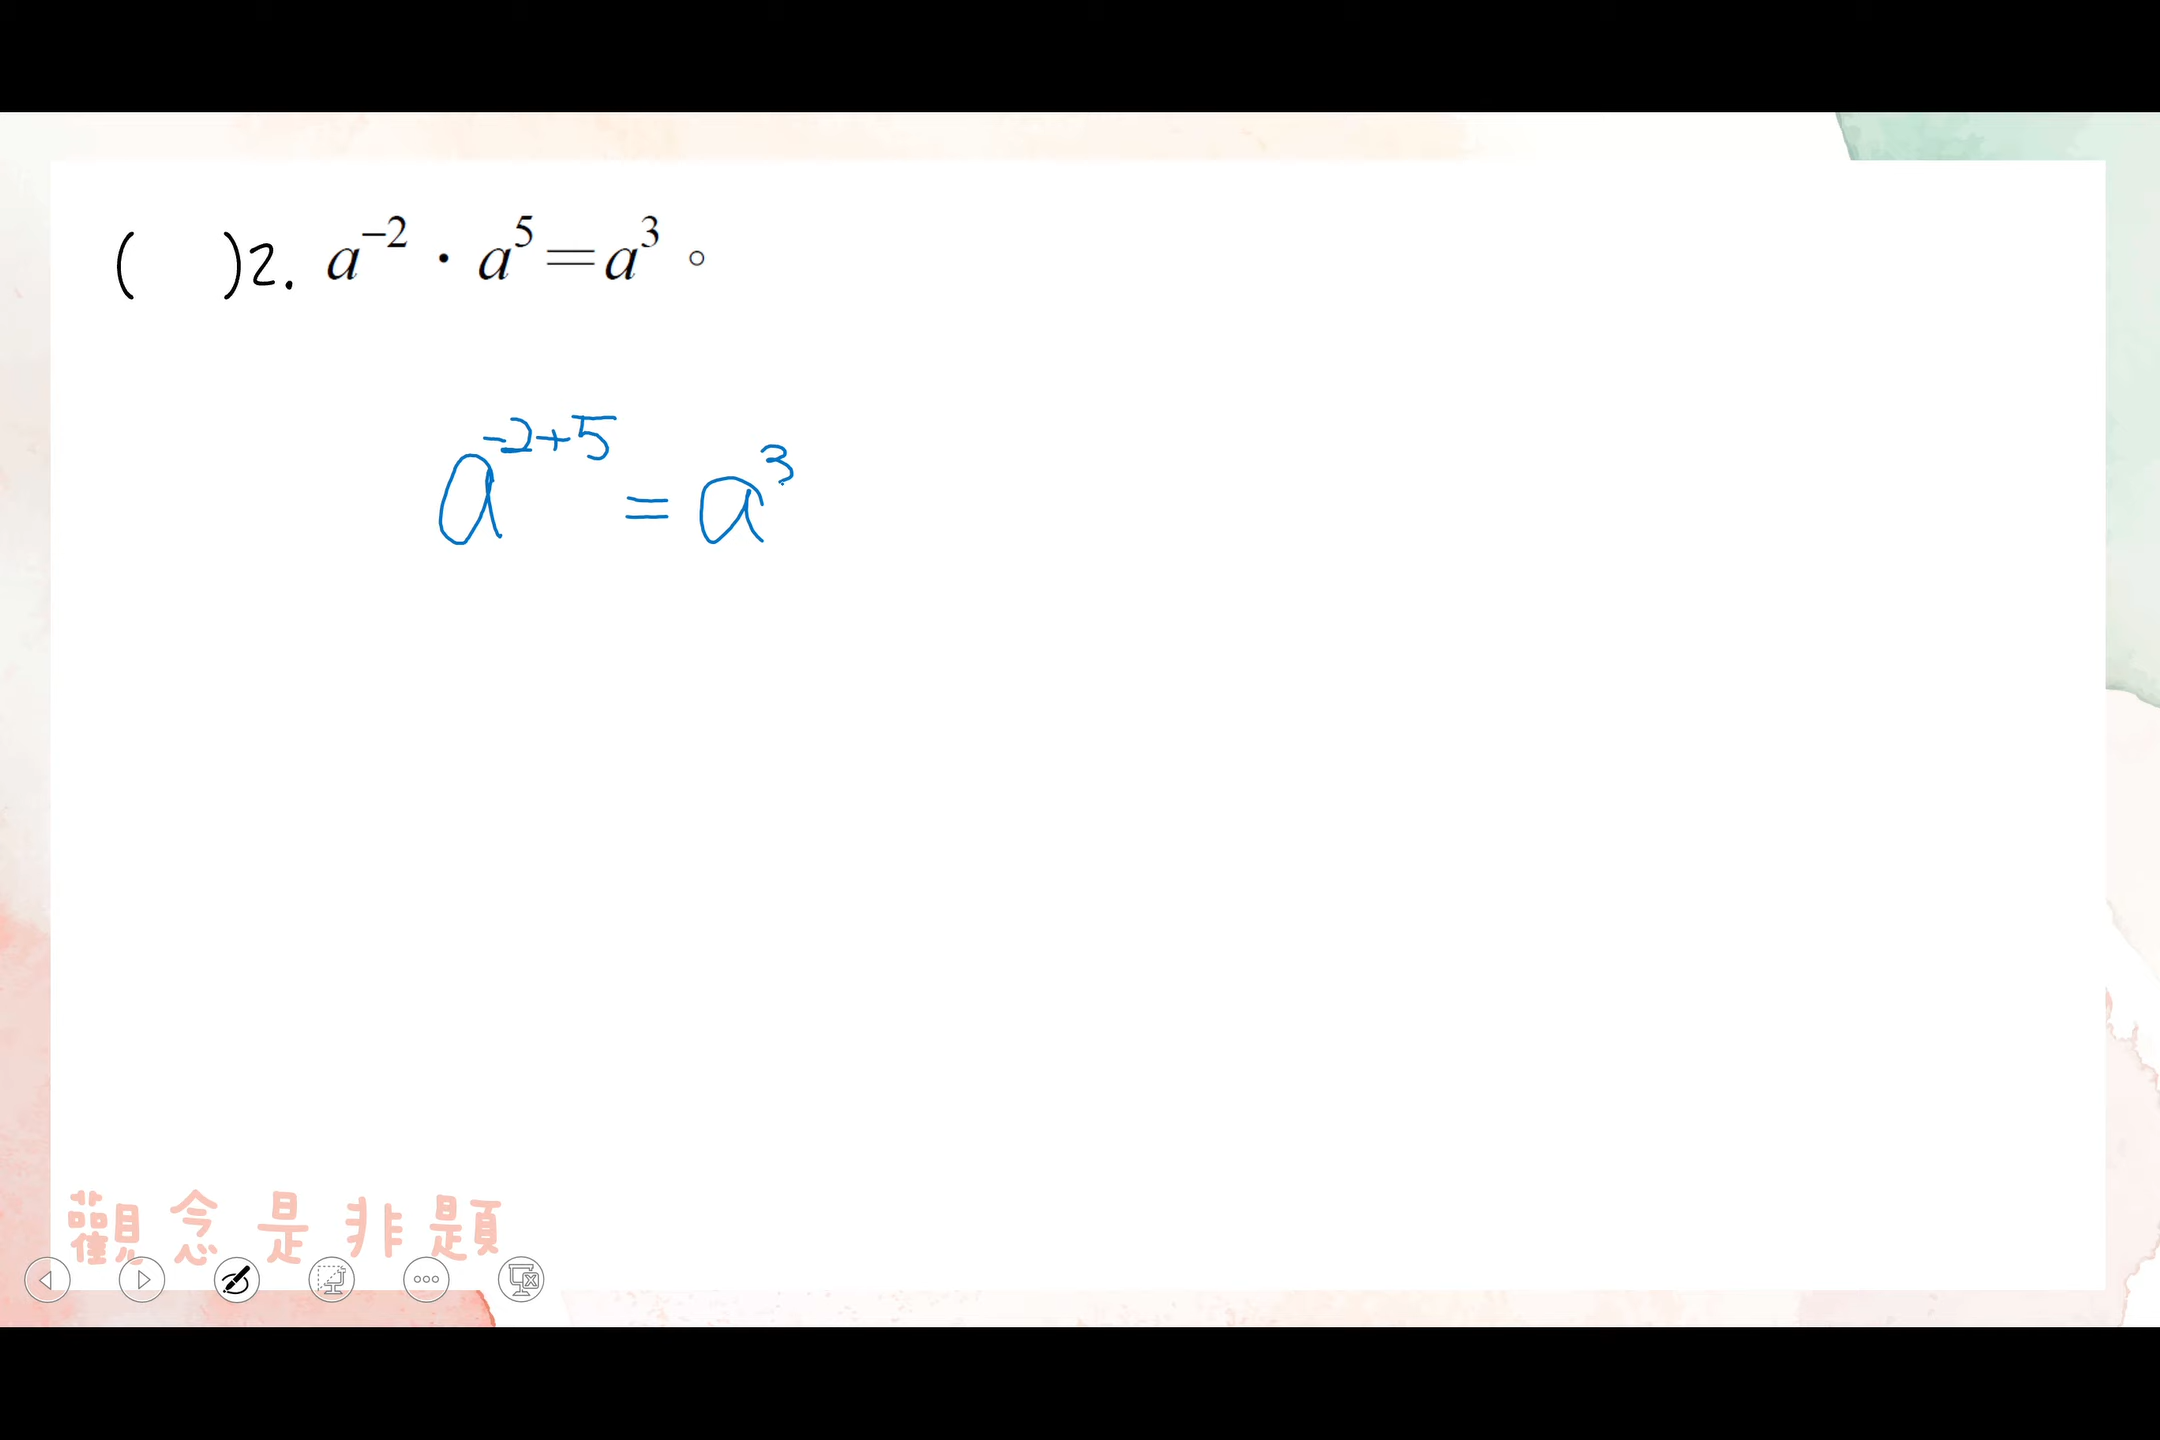 (  )2. a⁻² · a⁵＝a³。
a⁻²⁺⁵ = a³
觀念是非題